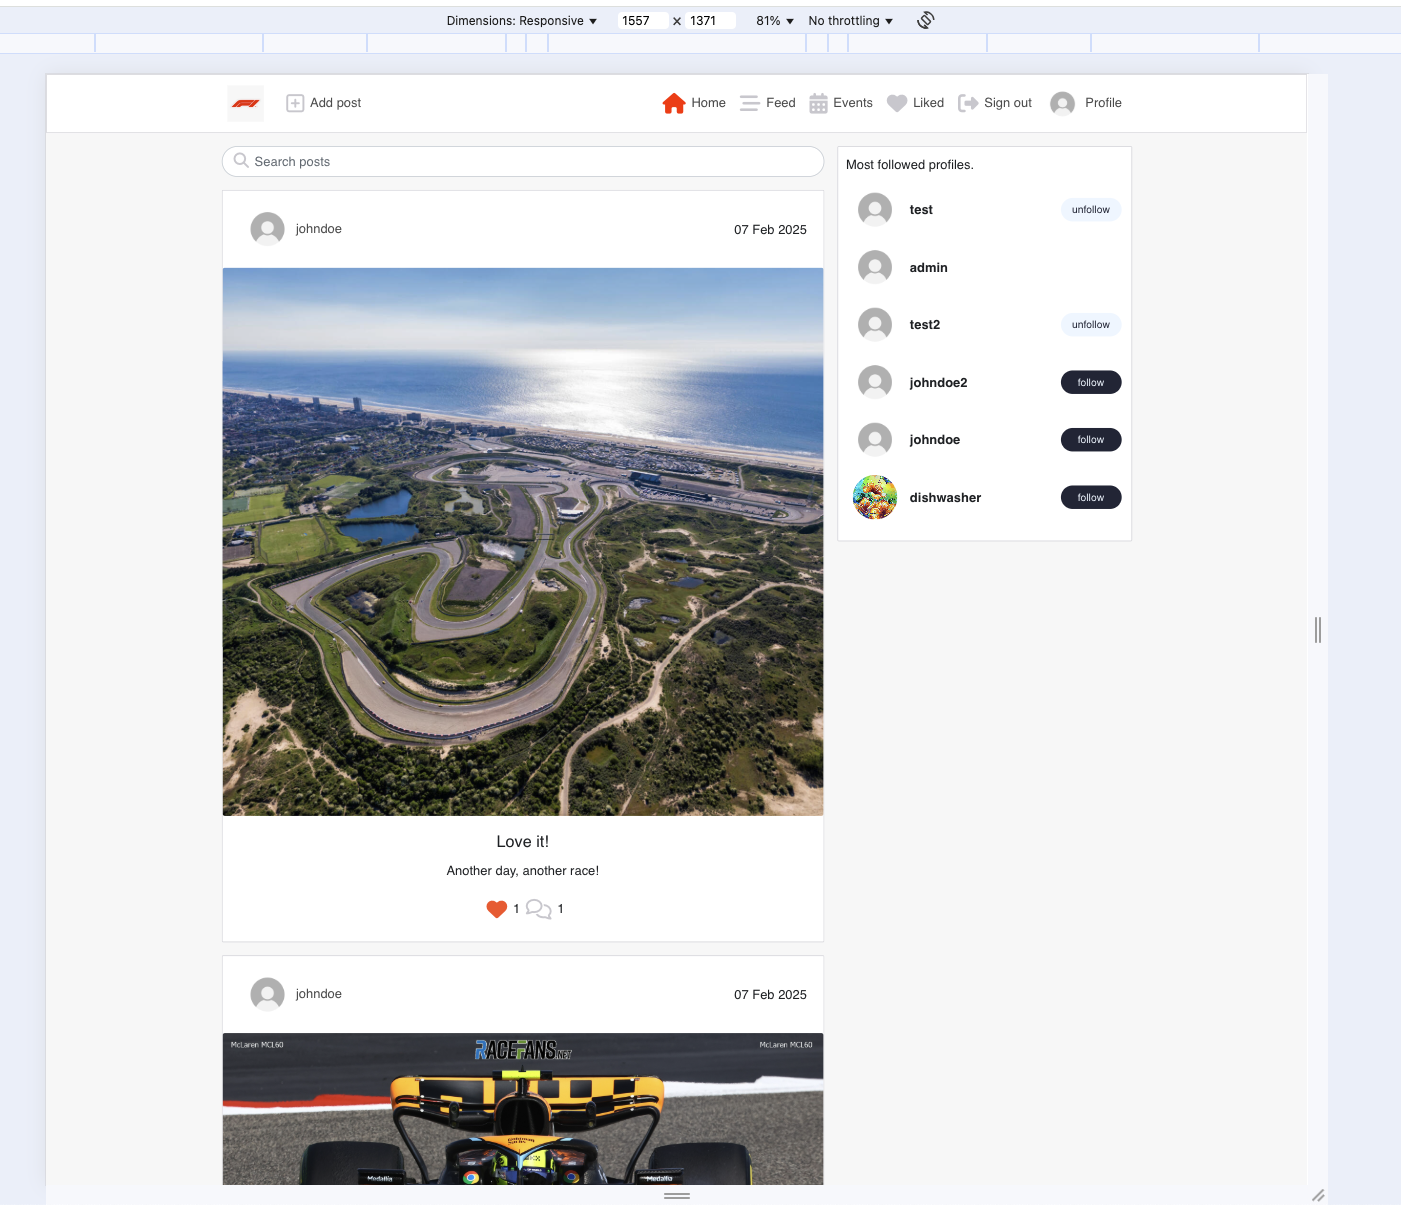 Dimensions: Responsive 1557 x 1371 81% No throttling
Add post Home Feed Events Liked Sign out Profile
Search posts
johndoe 07 Feb 2025
Love it!
Another day, another race!
1 1
johndoe 07 Feb 2025
McLaren MCL60 RACEFANS.NET McLaren MCL60
Medallia Medallia
Most followed profiles.
test unfollow
admin
test2 unfollow
johndoe2 follow
johndoe follow
dishwasher follow